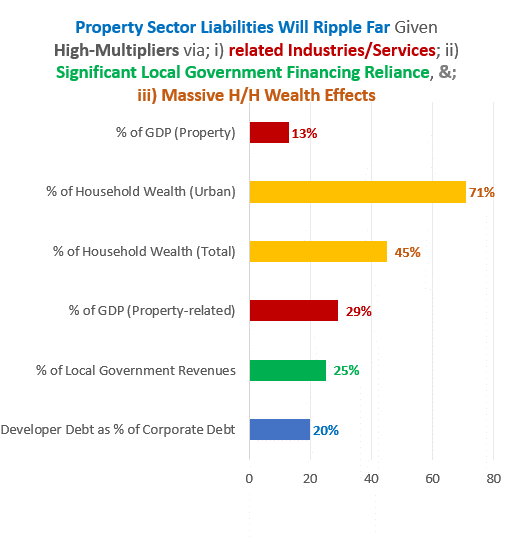 Property Sector Liabilities Will Ripple Far Given
High-Multipliers via; i) related Industries/Services; ii)
Significant Local Government Financing Reliance, &;
iii) Massive H/H Wealth Effects
% of GDP (Property)
13%
% of Household Wealth (Urban)
71%
% of Household Wealth (Total)
45%
% of GDP (Property-related)
29%
% of Local Government Revenues
25%
Developer Debt as % of Corporate Debt
20%
0 20 40 60 80